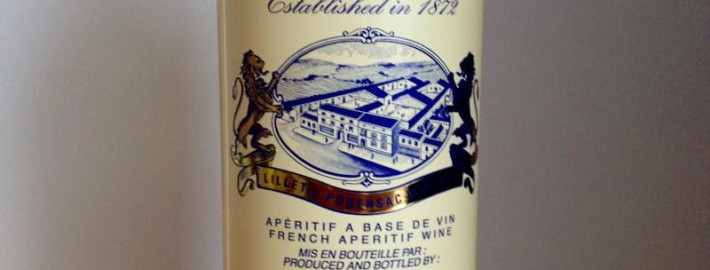 Established in 1872
LILLET
APÉRITIF A BASE DE VIN
FRENCH APERITIF WINE
MIS EN BOUTEILLE PAR:
PRODUCED AND BOTTLED BY: